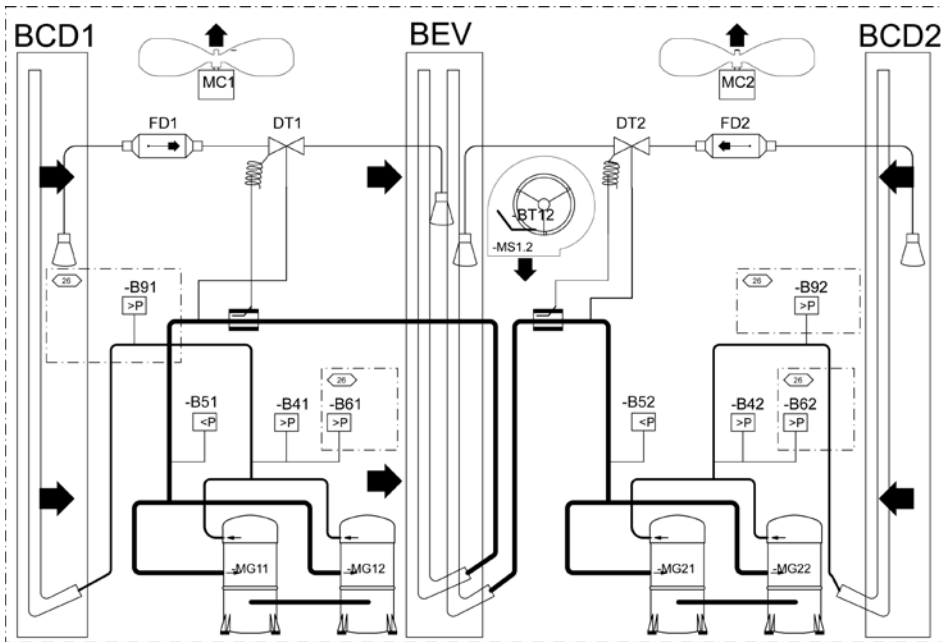 BCD1
BEV
BCD2
MC1
MC2
FD1
DT1
DT2
FD2
-BT12
-MS1.2
26
-B91
>P
26
-B92
>P
26
-B51
<P
-B41
>P
-B61
>P
-B52
<P
-B42
>P
26
-B62
>P
-MG11
-MG12
-MG21
-MG22